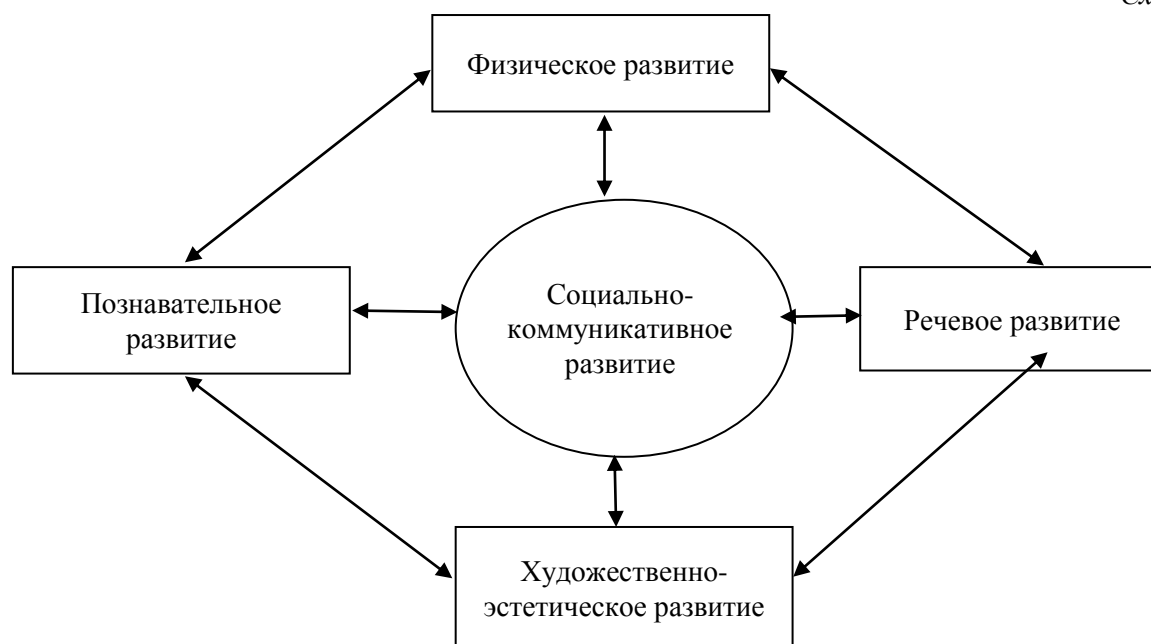 Физическое развитие
Познавательное
развитие
Социально-
коммуникативное
развитие
Речевое развитие
Художественно-
эстетическое развитие